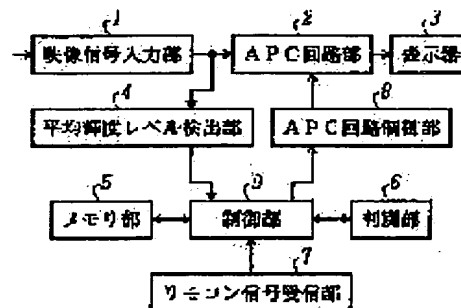 1
2
3
映像信号入力部
APC回路部
表示器
4
8
平均輝度レベル検出部
APC回路制御部
5
9
6
メモリ部
制御部
判別部
7
リモコン信号受信部